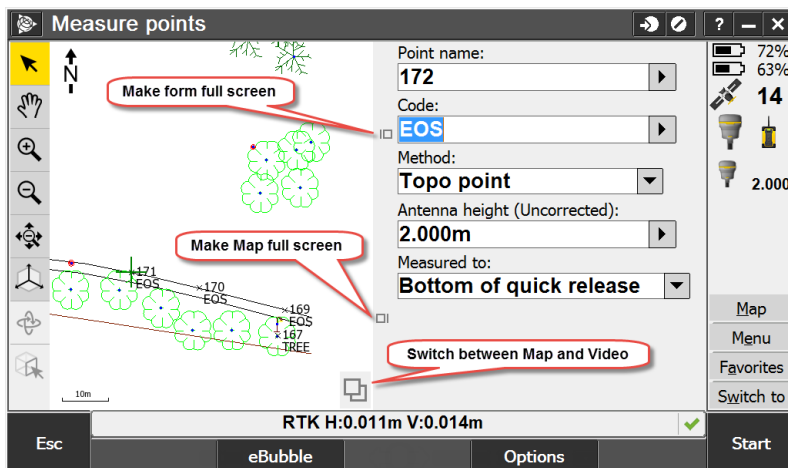 Measure points
?
N
Make form full screen
Make Map full screen
171
EOS
170
EOS
169
EOS
167
TREE
10m
Switch between Map and Video
Point name:
172
Code:
EOS
Method:
Topo point
Antenna height (Uncorrected):
2.000m
Measured to:
Bottom of quick release
72%
63%
14
2.000
Map
Menu
Favorites
Switch to
RTK H:0.011m V:0.014m
Esc
eBubble
Options
Start